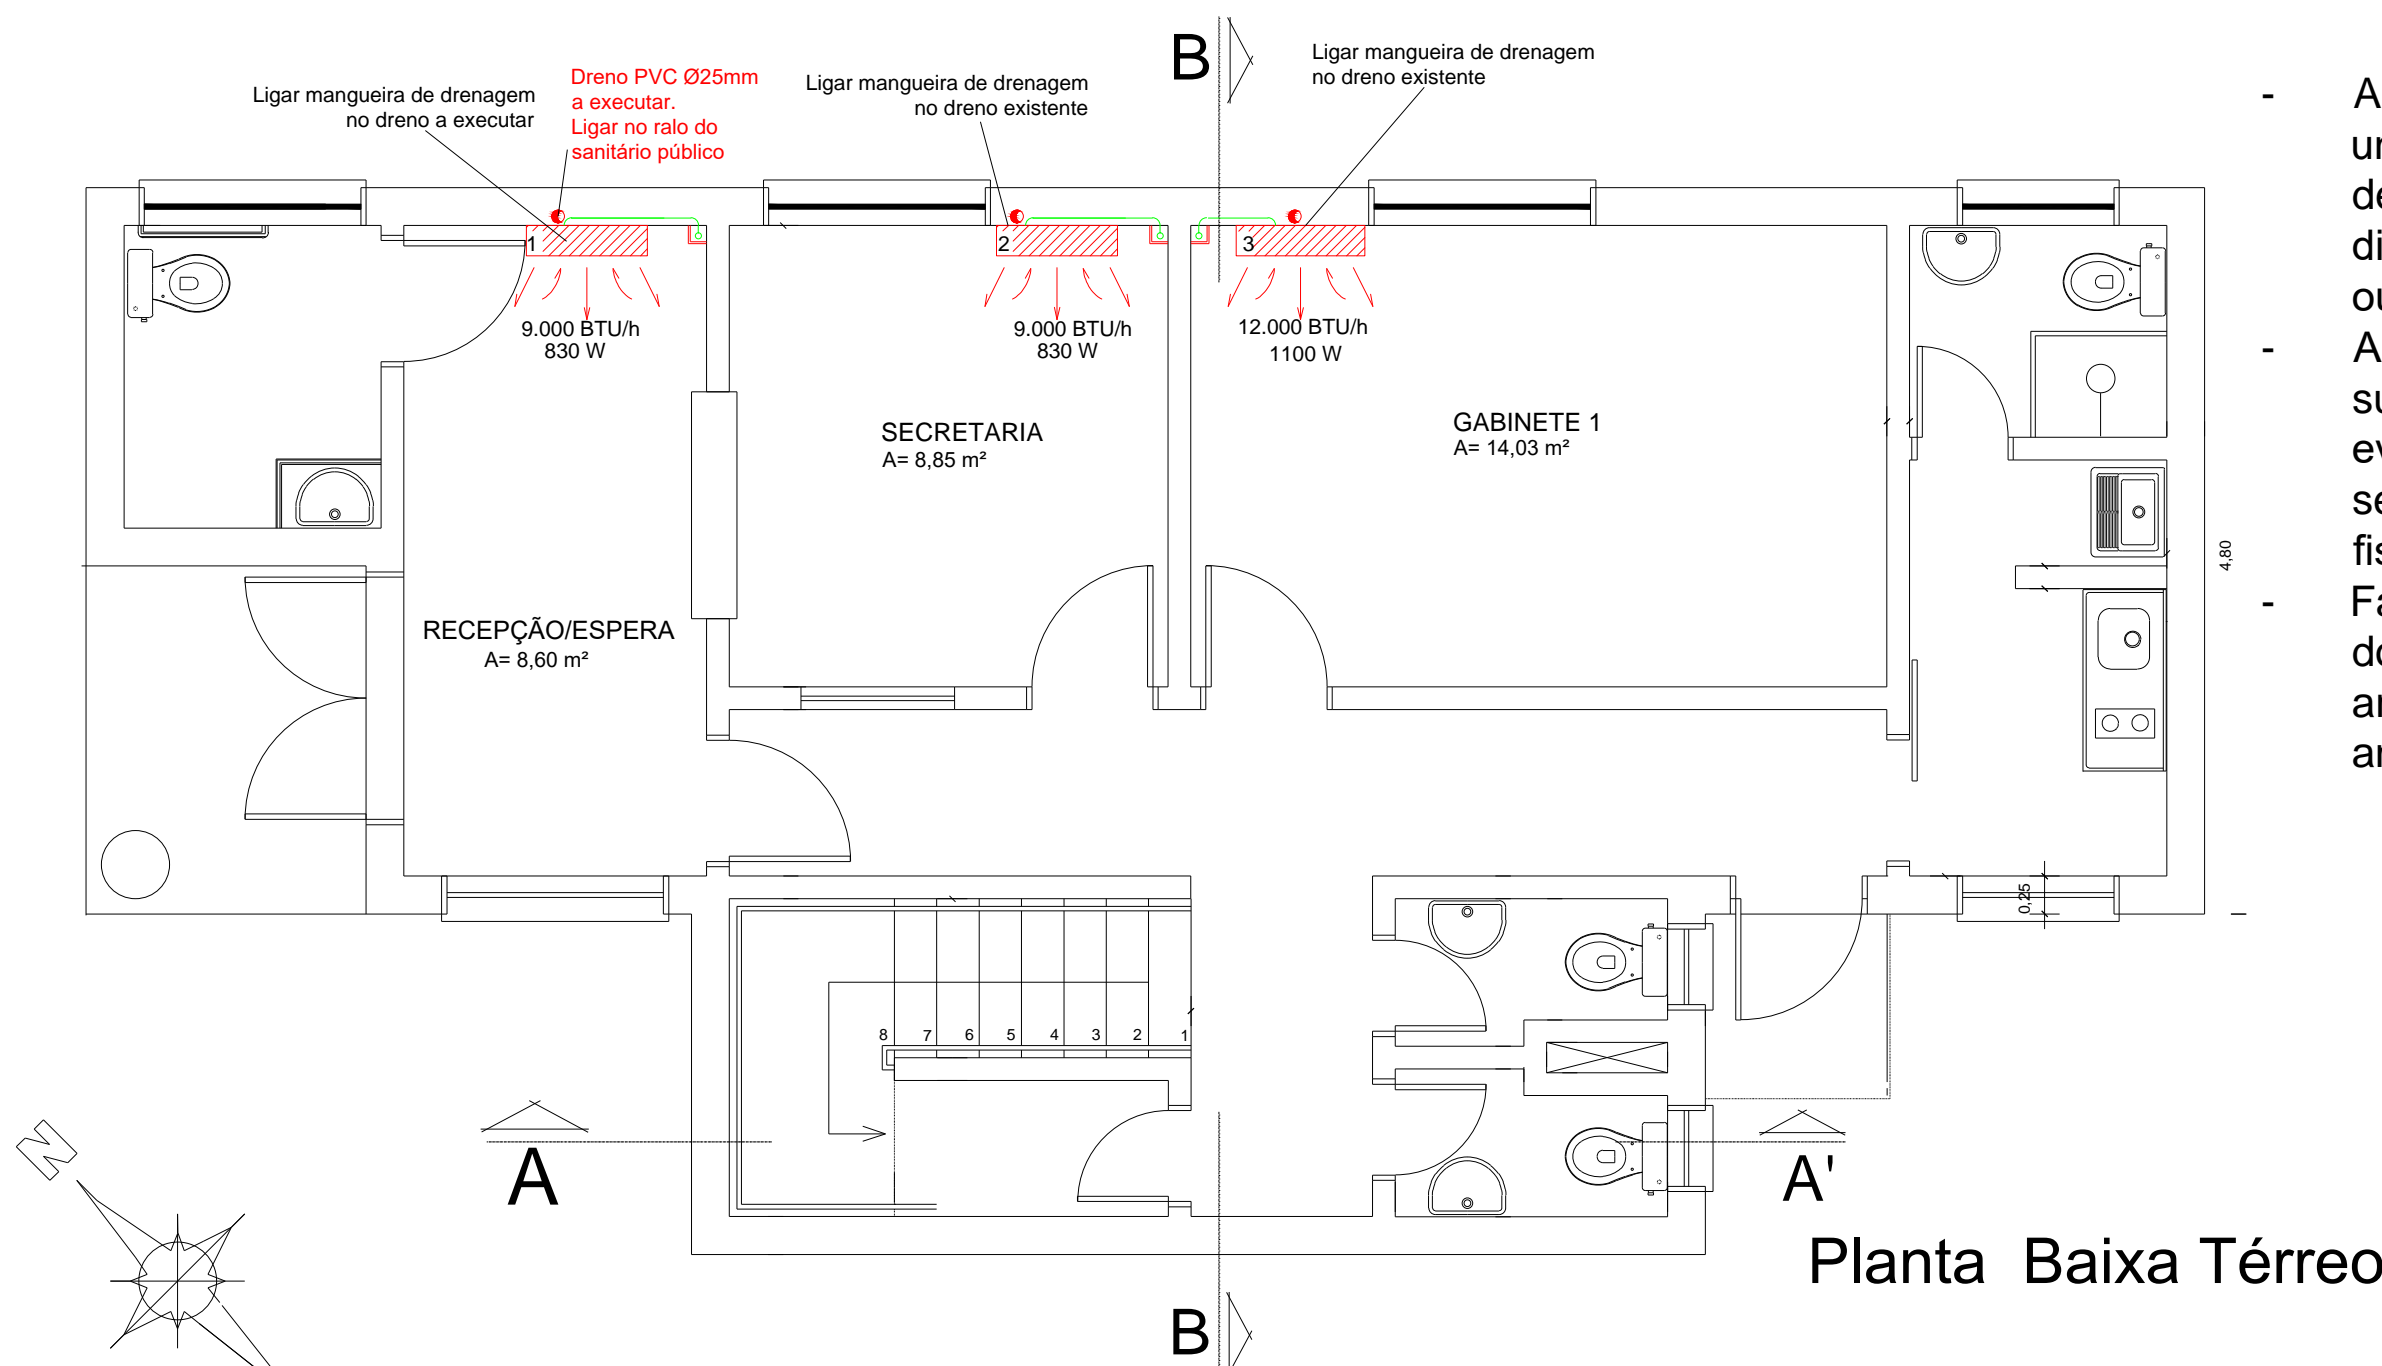 B
Ligar mangueira de drenagem
no dreno existente
Dreno PVC Ø25mm
a executar.
Ligar no ralo do
sanitário público
Ligar mangueira de drenagem
no dreno existente
Ligar mangueira de drenagem
no dreno a executar
1
2
3
9.000 BTU/h
830 W
9.000 BTU/h
830 W
12.000 BTU/h
1100 W
SECRETARIA
A= 8,85 m²
GABINETE 1
A= 14,03 m²
RECEPÇÃO/ESPERA
A= 8,60 m²
4,80
0,25
8 7 6 5 4 3 2 1
A
A'
N
B
Planta Baixa Térreo
-
-
-